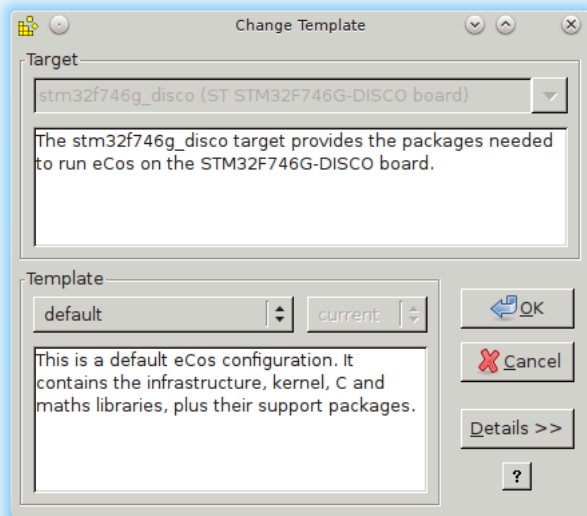 Change Template
Target
stm32f746g_disco (ST STM32F746G-DISCO board)
The stm32f746g_disco target provides the packages needed
to run eCos on the STM32F746G-DISCO board.
Template
default
current
This is a default eCos configuration. It
contains the infrastructure, kernel, C and
maths libraries, plus their support packages.
OK
Cancel
Details >>
?